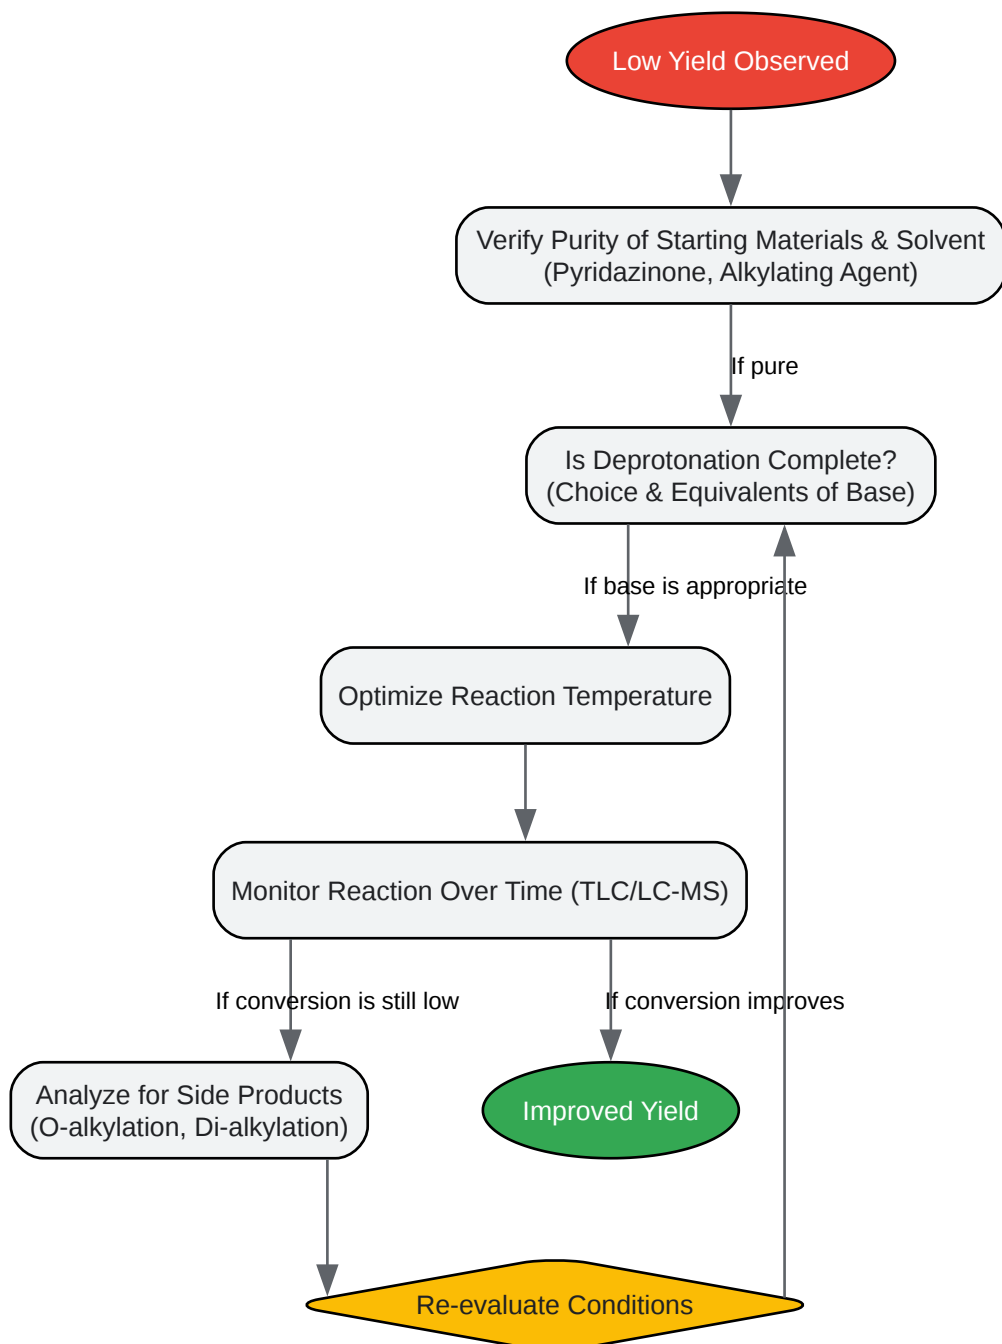 Low Yield Observed
Verify Purity of Starting Materials & Solvent
(Pyridazinone, Alkylating Agent)
If pure
Is Deprotonation Complete?
(Choice & Equivalents of Base)
If base is appropriate
Optimize Reaction Temperature
Monitor Reaction Over Time (TLC/LC-MS)
If conversion is still low
If conversion improves
Analyze for Side Products
(O-alkylation, Di-alkylation)
Improved Yield
Re-evaluate Conditions